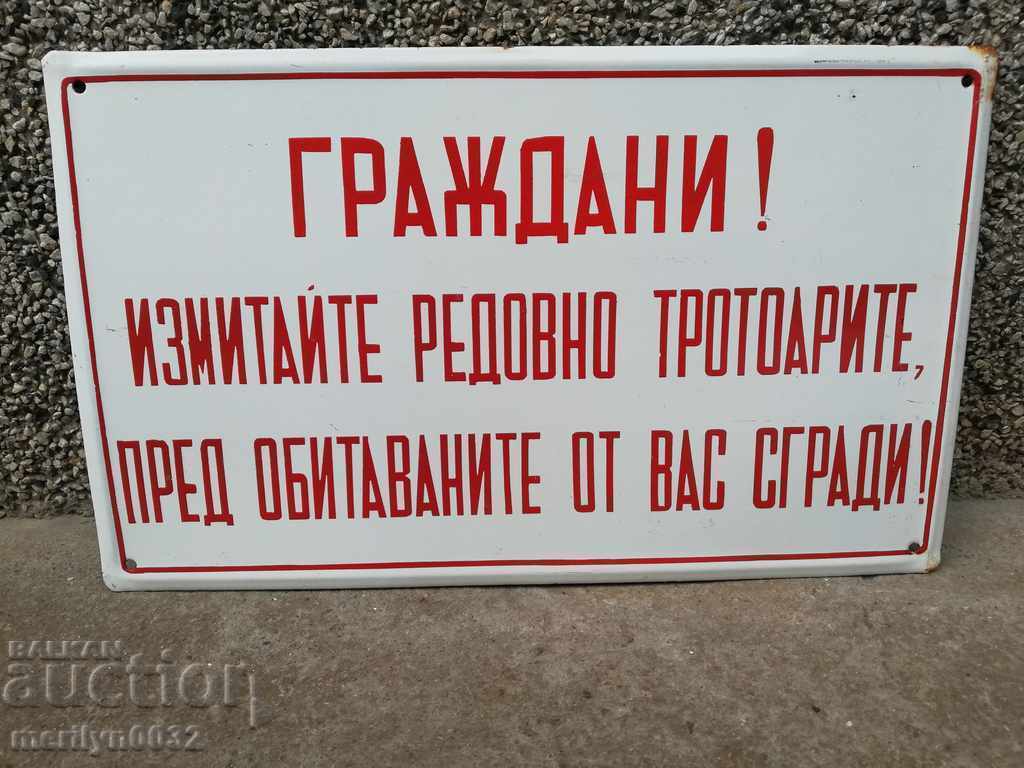 ГРАЖДАНИ!
ИЗМИТАЙТЕ РЕДОВНО ТРОТОАРИТЕ,
ПРЕД ОБИТАВАНИТЕ ОТ ВАС СГРАДИ!
BALKAN
auction
merilyn0032